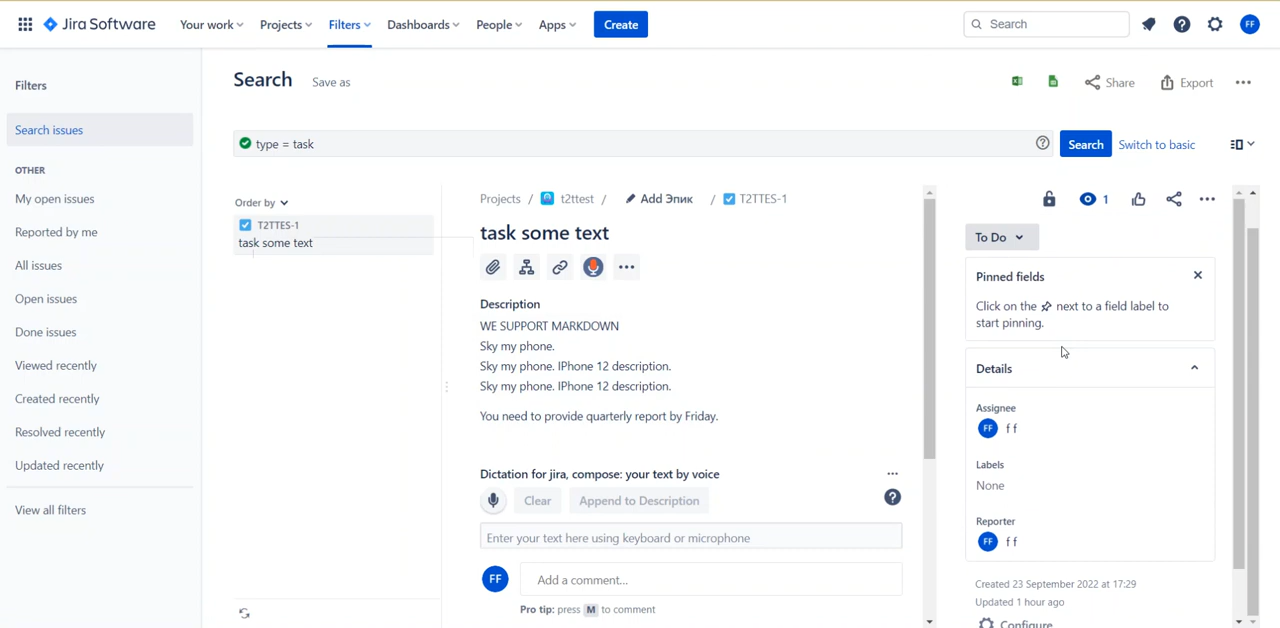 Jira Software Your work Projects Filters Dashboards People Apps Create Search FF
Filters
Search issues
OTHER
My open issues
Reported by me
All issues
Open issues
Done issues
Viewed recently
Created recently
Resolved recently
Updated recently
View all filters
Search Save as Share Export
type = task Search Switch to basic
Order by
T2TTES-1
task some text
Projects / t2ttest / Add Эпик / T2TTES-1
task some text
Description
WE SUPPORT MARKDOWN
Sky my phone.
Sky my phone. IPhone 12 description.
Sky my phone. IPhone 12 description.
You need to provide quarterly report by Friday.
Dictation for jira, compose: your text by voice
Clear Append to Description
Enter your text here using keyboard or microphone
FF Add a comment...
Pro tip: press M to comment
1
To Do
Pinned fields
Click on the next to a field label to
start pinning.
Details
Assignee
FF f f
Labels
None
Reporter
FF f f
Created 23 September 2022 at 17:29
Updated 1 hour ago
Configure